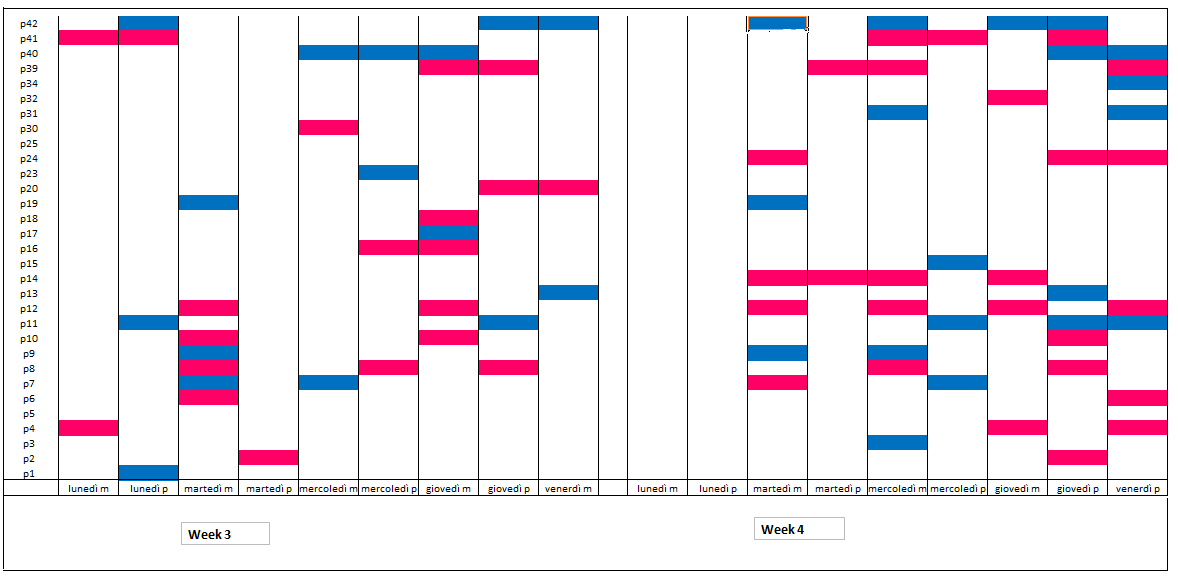 p42
p41
p40
p39
p34
p32
p31
p30
p25
p24
p23
p20
p19
p18
p17
p16
p15
p14
p13
p12
p11
p10
p9
p8
p7
p6
p5
p4
p3
p2
p1
lunedì m lunedì p martedì m martedì p mercoledì m mercoledì p giovedì m giovedì p venerdì m lunedì m lunedì p martedì m martedì p mercoledì m mercoledì p giovedì m giovedì p venerdì p
Week 3 Week 4